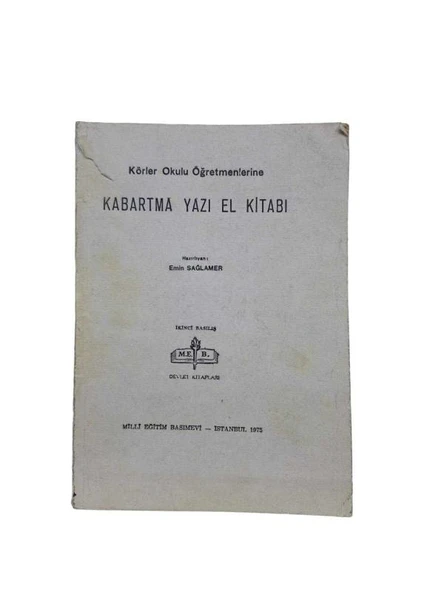 Körler Okulu Öğretmenlerine
KABARTMA YAZI EL KİTABI
Hazırlayan:
Emin SAĞLAMER
İKİNCİ BASILIŞ
M.E. B.
DEVLET KİTAPLARI
MİLLÎ EĞİTİM BASIMEVİ — İSTANBUL 1973